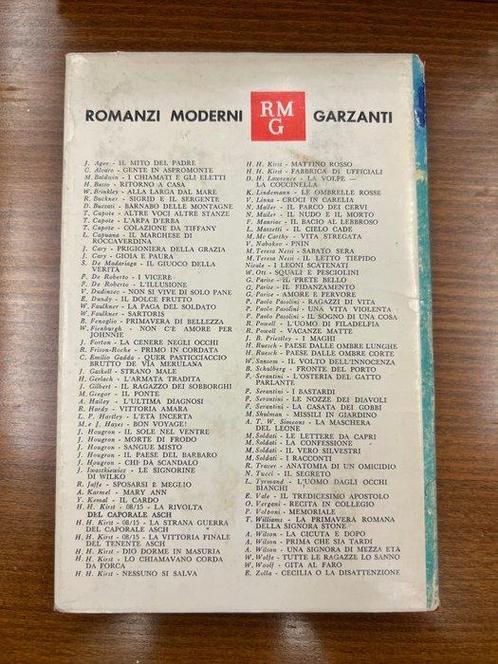 ROMANZI MODERNI RMG GARZANTI
J. Agee - IL MITO DEL PADRE
C. Alvaro - GENTE IN ASPROMONTE
M. Baldwin - I CHIAMATI E GLI ELETTI
H. Basso - RITORNO A CASA
W. Brinkley - ALLA LARGA DAL MARE
R. Buckner - SIGRID E IL SERGENTE
D. Buzzati - BARNABO DELLE MONTAGNE
T. Capote - ALTRE VOCI ALTRE STANZE
T. Capote - L'ARPA D'ERBA
T. Capote - COLAZIONE DA TIFFANY
L. Capuana - IL MARCHESE DI
ROCCAVERDINA
J. Cary - PRIGIONIERA DELLA GRAZIA
J. Cary - GIOIA E PAURA
S. De Madariaga - IL GIUOCO DELLA
VERITÀ
F. De Roberto - I VICERE
F. De Roberto - L'ILLUSIONE
V. Dudinzev - NON SI VIVE DI SOLO PANE
E. Dundy - IL DOLCE FRUTTO
W. Faulkner - LA PAGA DEL SOLDATO
W. Faulkner - SARTORIS
B. Fenoglio - PRIMAVERA DI BELLEZZA
W. Fienburgh - NON C'È AMORE PER
JOHNNIE
J. Forton - LA CENERE NEGLI OCCHI
R. Frison-Roche - PRIMO IN CORDATA
C. Emilio Gadda - QUER PASTICCIACCIO
BRUTTO DE VIA MERULANA
J. Gaskell - STRANO MALE
H. Gerlach - L'ARMATA TRADITA
J. Gilbert - IL RAGAZZO DEI SOBBORGHI
M. Gregor - IL PONTE
A. Hailey - L'ULTIMA DIAGNOSI
R. Hardy - VITTORIA AMARA
L. P. Hartley - L'ETÀ INCERTA
M. e J. Hayes - BON VOYAGE!
J. Hougron - IL SOLE NEL VENTRE
J. Hougron - MORTE DI FRODO
J. Hougron - SANGUE MISTO
J. Hougron - IL PAESE DEL BARBARO
J. Hougron - CHI DÀ SCANDALO
J. Iwastkiewicz - LE SIGNORINE
DI WILKO
R. Jaffe - SPOSARSI È MEGLIO
A. Karmel - MARY ANN
Y. Kemal - IL CARDO
H. H. Kirst - 08/15 - LA RIVOLTA
DEL CAPORALE ASCH
H. H. Kirst - 08/15 - LA STRANA GUERRA
DEL CAPORALE ASCH
H. H. Kirst - 08/15 - LA VITTORIA FINALE
DEL TENENTE ASCH
H. H. Kirst - DIO DORME IN MASURIA
H. H. Kirst - LO CHIAMAVANO CORDA
DA FORCA
H. H. Kirst - NESSUNO SI SALVA
H. H. Kirst - MATTINO ROSSO
H. H. Kirst - FABBRICA DI UFFICIALI
D. H. Lawrence - LA VOLPE -
LA COCCINELLA
K. Lindemann - LE OMBRELLE ROSSE
V. Linna - CROCI IN CARELIA
N. Mailer - IL PARCO DEI CERVI
N. Mailer - IL NUDO E IL MORTO
F. Mauriac - IL BACIO AL LEBBROSO
L. Mazzetti - IL CIELO CADE
M. Mc Carthy - VITA STREGATA
V. Nabokov - PNIN
M. Teresa Nessi - SABATO SERA
M. Teresa Nessi - IL LETTO TIEPIDO
Nicole - I LEONI SCATENATI
W. Ott - SQUALI E PESCIOLINI
G. Parise - IL PRETE BELLO
G. Parise - IL FIDANZAMENTO
G. Parise - AMORE E FERVORE
P. Paolo Pasolini - RAGAZZI DI VITA
P. Paolo Pasolini - UNA VITA VIOLENTA
P. Paolo Pasolini - IL SOGNO DI UNA COSA
R. Powell - L'UOMO DI FILADELFIA
R. Powell - VACANZE MATTE
J. B. Priestley - I MAGHI
H. Ruesch - PAESE DALLE OMBRE LUNGHE
H. Ruesch - PAESE DALLE OMBRE CORTE
W. Sansom - IL VOLTO DELL'INNOCENZA
B. Schulberg - FRONTE DEL PORTO
P. Serantini - L'OSTERIA DEL GATTO
PARLANTE
F. Serantini - I BASTARDI
F. Serantini - LE NOZZE DEI DIAVOLI
F. Serantini - LA CASATA DEI GOBBI
M. Shulman - MISSILI IN GIARDINO
A. T. W. Simeons - LA MASCHERA
DEL LEONE
M. Soldati - LE LETTERE DA CAPRI
M. Soldati - LA CONFESSIONE
M. Soldati - IL VERO SILVESTRI
M. Soldati - I RACCONTI
R. Traver - ANATOMIA DI UN OMICIDIO
N. Tucci - IL SEGRETO
L. Tyrmand - L'UOMO DAGLI OCCHI
BIANCHI
E. Vale - IL TREDICESIMO APOSTOLO
O. Vergani - RECITA IN COLLEGIO
P. Volponi - MEMORIALE
T. Williams - LA PRIMAVERA ROMANA
DELLA SIGNORA STONE
A. Wilson - LA CICUTA E DOPO
A. Wilson - PRIMA CHE SIA TARDI
A. Wilson - UNA SIGNORA DI MEZZA ETÀ
W. Wolfe - TUTTE LE RAGAZZE LO SANNO
W. Woolf - GITA AL FARO
E. Zolla - CECILIA O LA DISATTENZIONE